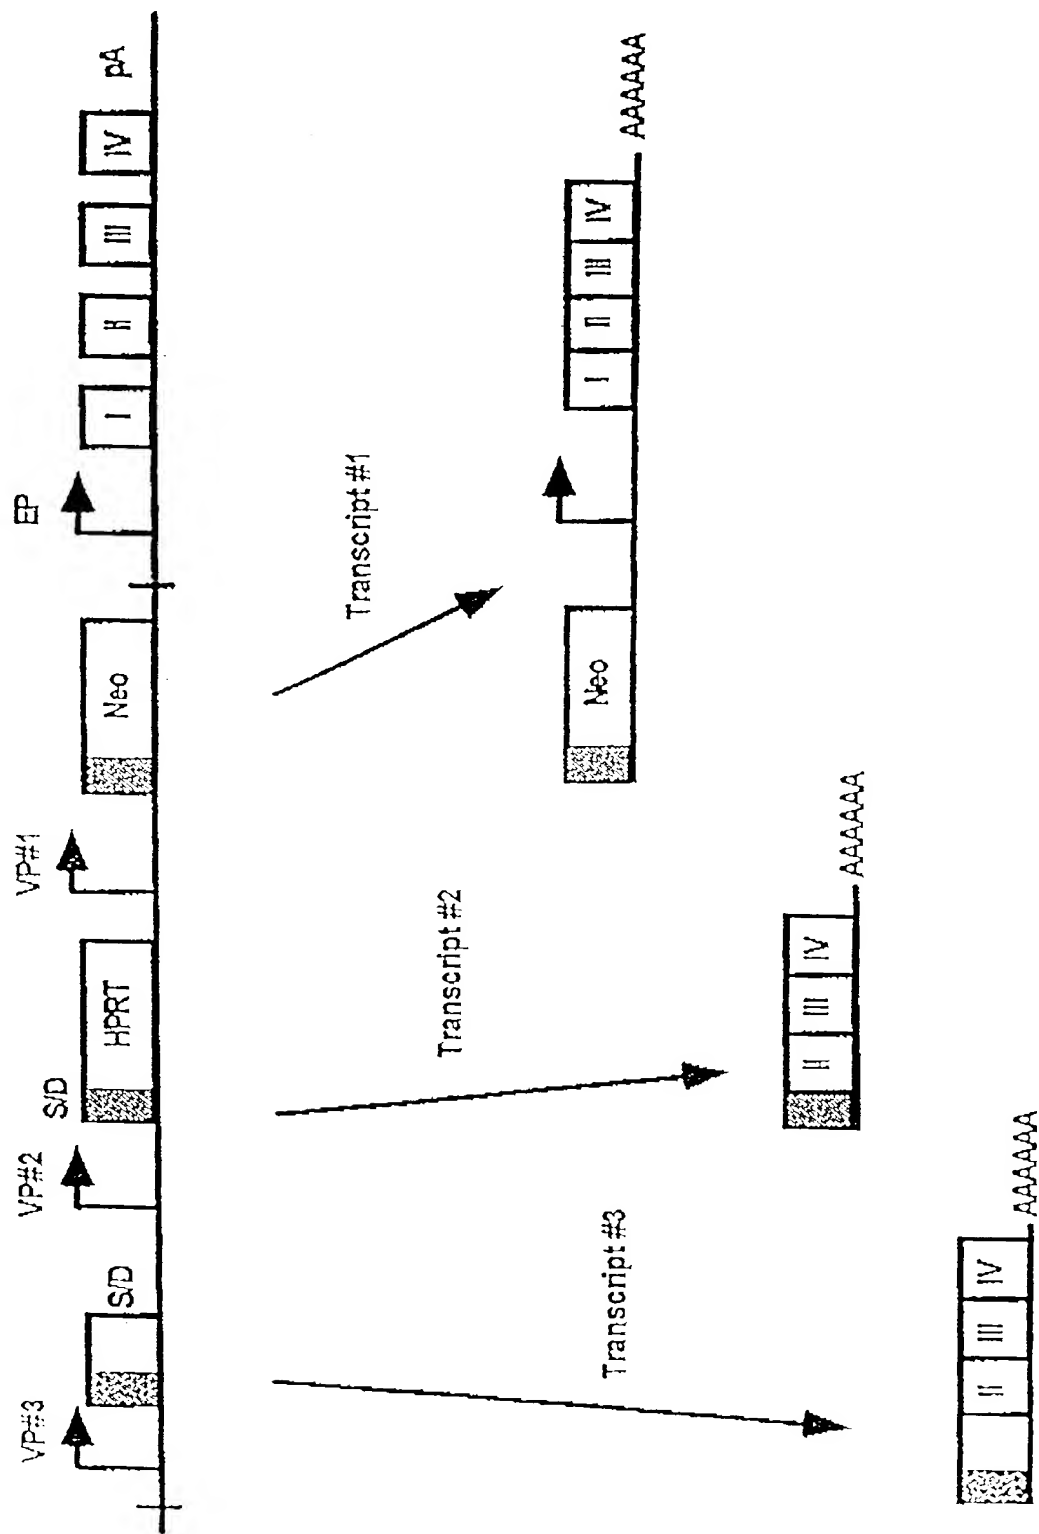 VP#3 VP#2 VP#1 EP
S/D S/D HPRT Neo I II III IV pA
Transcript #1
Transcript #2
Transcript #3
Neo I II III IV AAAAAA
II III IV AAAAAA
II III IV AAAAAA